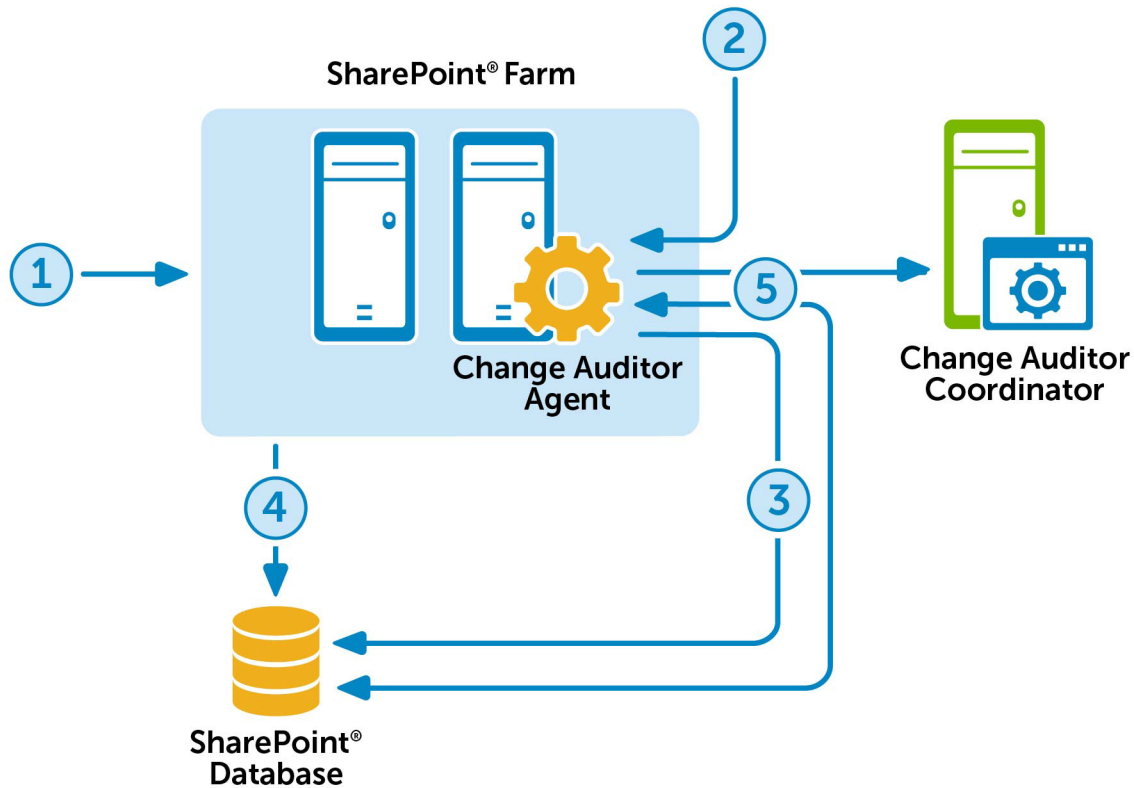 2
SharePoint® Farm
1
5
Change Auditor
Agent
Change Auditor
Coordinator
3
4
SharePoint®
Database